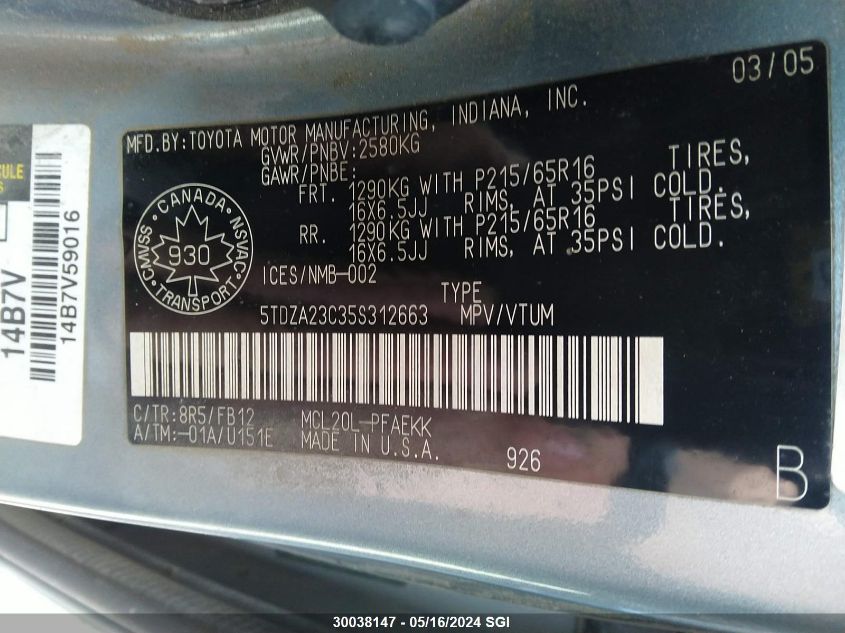 03/05
MFD.BY:TOYOTA MOTOR MANUFACTURING, INDIANA, INC.
GVWR/PNBV:2580KG
GAWR/PNBE:
FRT. 1290KG WITH P215/65R16 TIRES,
16X6.5JJ RIMS, AT 35PSI COLD.
RR. 1290KG WITH P215/65R16 TIRES,
16X6.5JJ RIMS, AT 35PSI COLD.
CANADA
CMVSS 930 NSVAC
TRANSPORT
ICES/NMB-002
TYPE
5TDZA23C35S312663 MPV/VTUM
C/TR:8R5/FB12 MCL20L-PFAEKK
A/TM:-01A/U151E MADE IN U.S.A.
926
B
14B7V
14B7V59016
30038147 - 05/16/2024 SGI